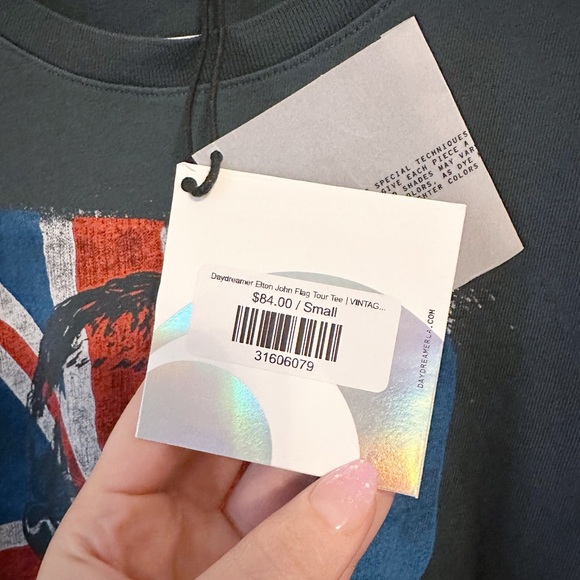 SPECIAL TECHNIQUES
GIVE EACH PIECE A
SHADES MAY VAR
COLORS, AS DYE
HTER COLORS
Daydreamer Elton John Flag Tour Tee | VINTAG...
$84.00 / Small
31606079
DAYDREAMERLA.COM